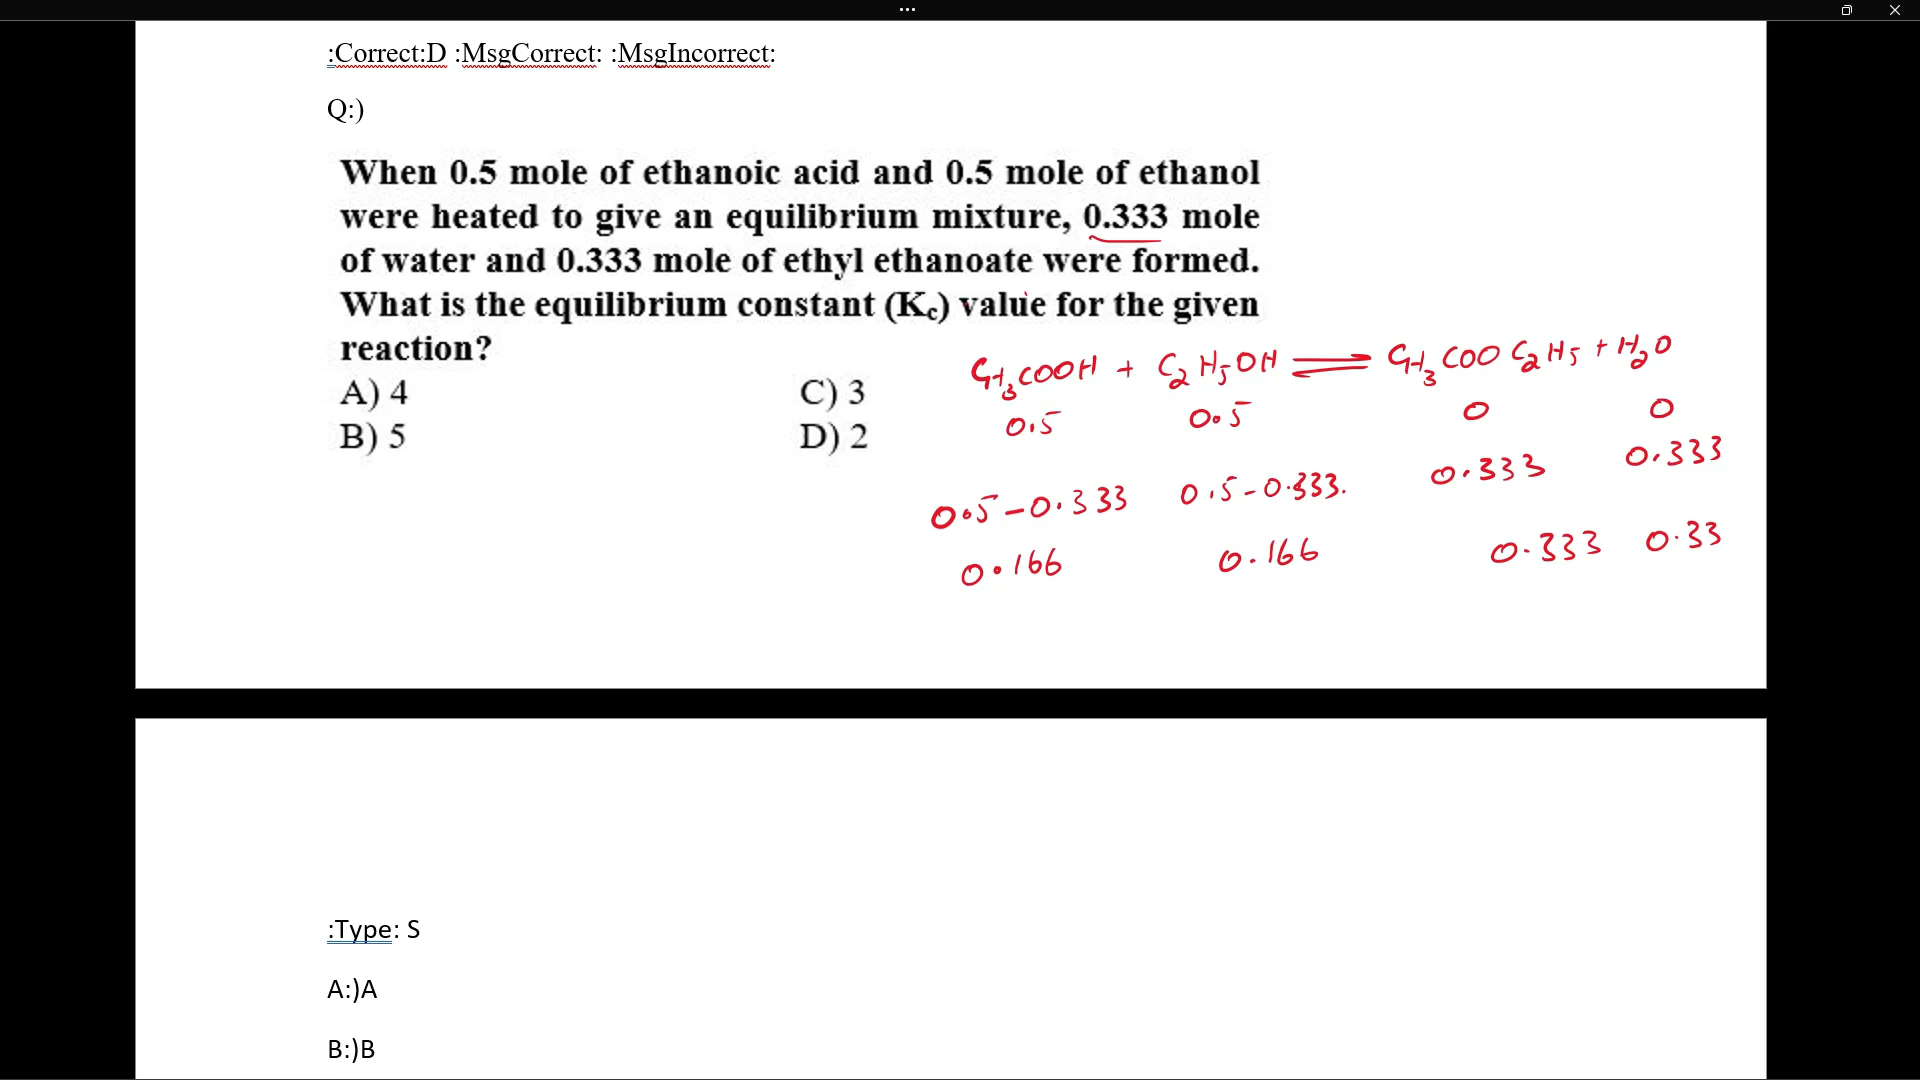 :Correct:D :MsgCorrect: :MsgIncorrect:
Q:)
When 0.5 mole of ethanoic acid and 0.5 mole of ethanol
were heated to give an equilibrium mixture, 0.333 mole
of water and 0.333 mole of ethyl ethanoate were formed.
What is the equilibrium constant (Kc) value for the given
reaction?
A) 4 C) 3
B) 5 D) 2
CH3COOH + C2H5OH ⇌ CH3COOC2H5 + H2O
0.5 0.5 0 0
0.5-0.333 0.5-0.333. 0.333 0.333
0.166 0.166 0.333 0.33
:Type: S
A:)A
B:)B